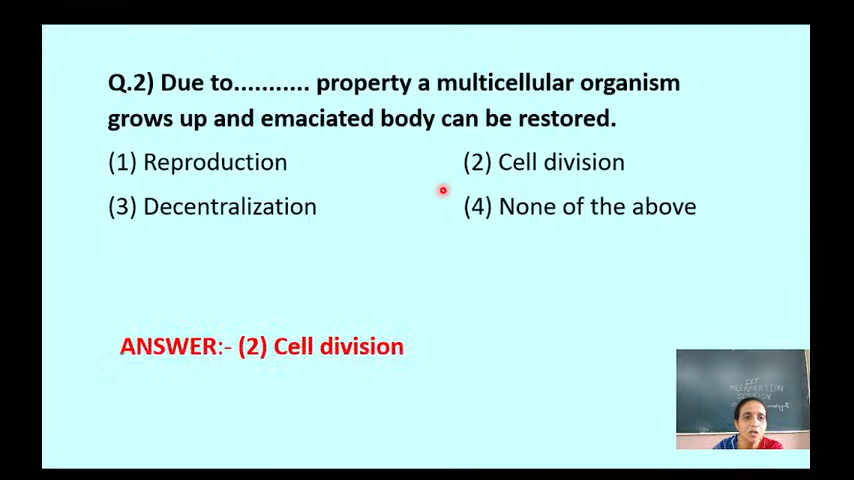 Q.2) Due to........... property a multicellular organism
grows up and emaciated body can be restored.
(1) Reproduction (2) Cell division
(3) Decentralization (4) None of the above
ANSWER:- (2) Cell division